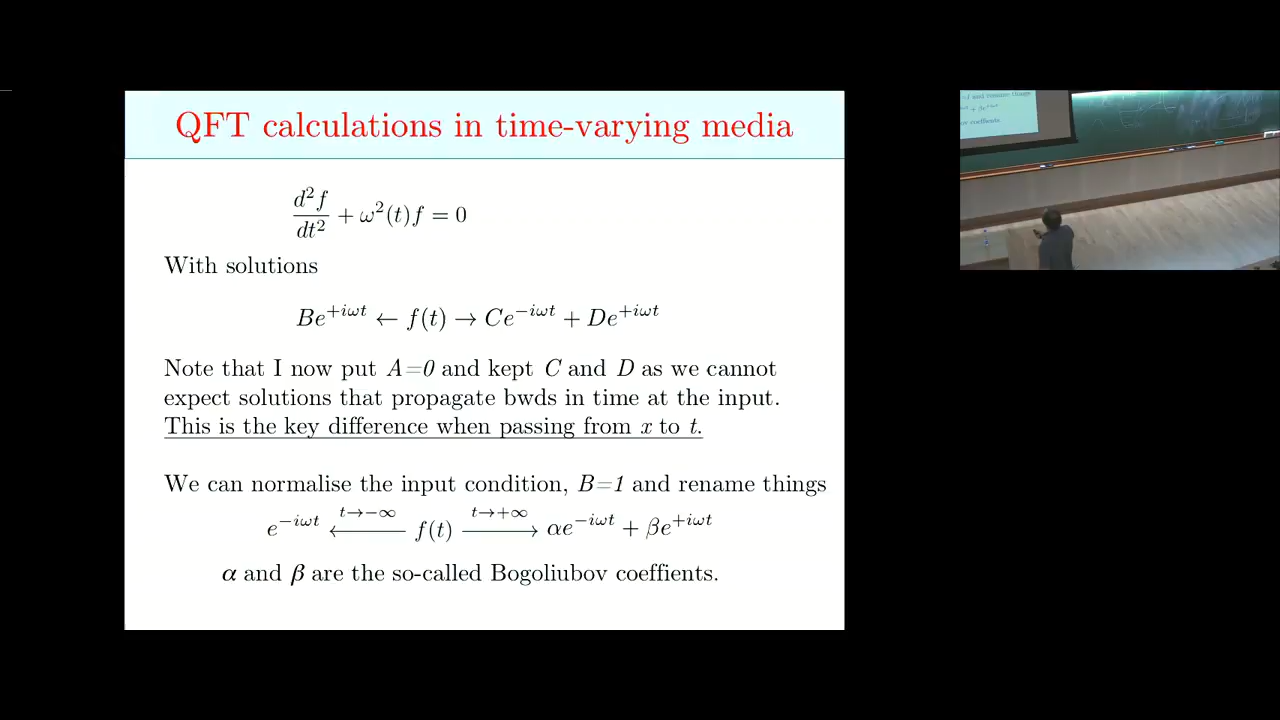 QFT calculations in time-varying media
d²f/dt² + ω²(t)f = 0
With solutions
Be^{+iωt} ← f(t) → Ce^{-iωt} + De^{+iωt}
Note that I now put A=0 and kept C and D as we cannot
expect solutions that propagate bwds in time at the input.
This is the key difference when passing from x to t.
We can normalise the input condition, B=1 and rename things
e^{-iωt} ←(t→-∞) f(t) →(t→+∞) αe^{-iωt} + βe^{+iωt}
α and β are the so-called Bogoliubov coeffients.